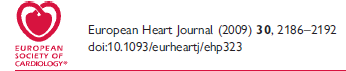 European Heart Journal (2009) 30, 2186–2192
doi:10.1093/eurheartj/ehp323
EUROPEAN
SOCIETY OF
CARDIOLOGY®